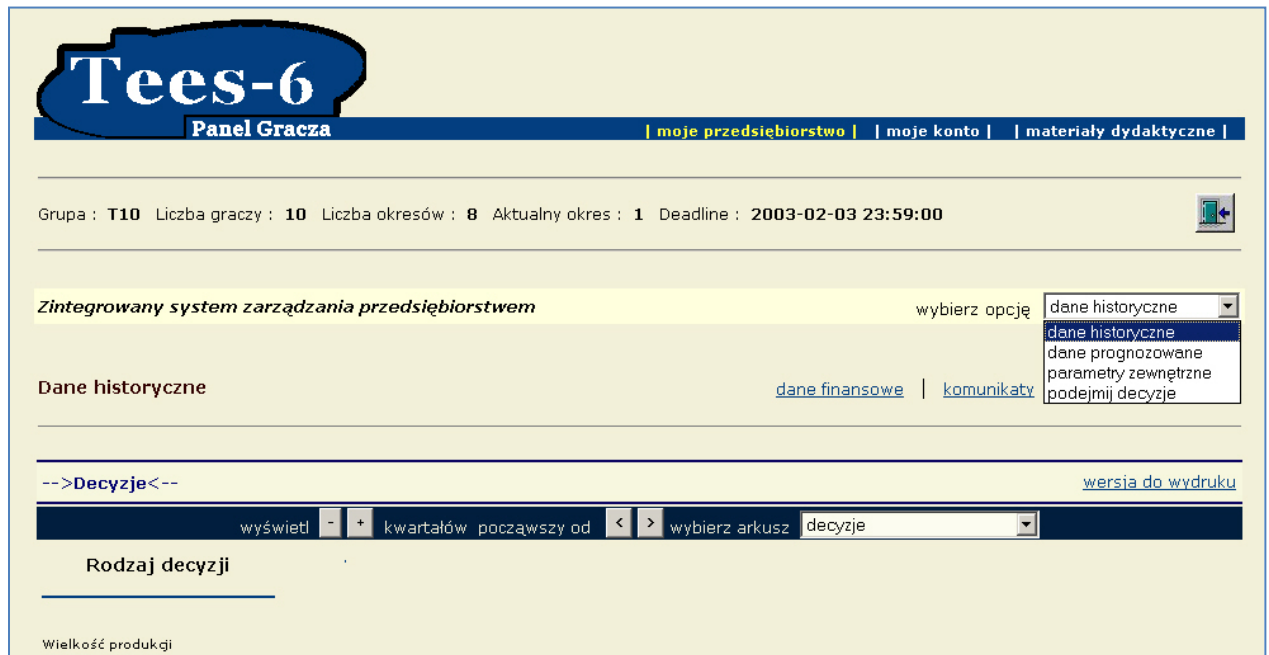 Tees-6
Panel Gracza
| moje przedsiębiorstwo | | moje konto | | materiały dydaktyczne |
Grupa : T10 Liczba graczy : 10 Liczba okresów : 8 Aktualny okres : 1 Deadline : 2003-02-03 23:59:00
Zintegrowany system zarządzania przedsiębiorstwem wybierz opcję dane historyczne
dane historyczne
dane prognozowane
parametry zewnętrzne
podejmij decyzje
Dane historyczne dane finansowe | komunikaty
-->Decyzje<-- wersja do wydruku
wyświetl - + kwartałów począwszy od < > wybierz arkusz decyzje
Rodzaj decyzji
Wielkość produkcji